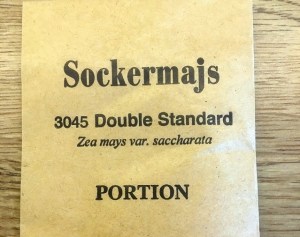 Sockermajs
3045 Double Standard
Zea mays var. saccharata
PORTION